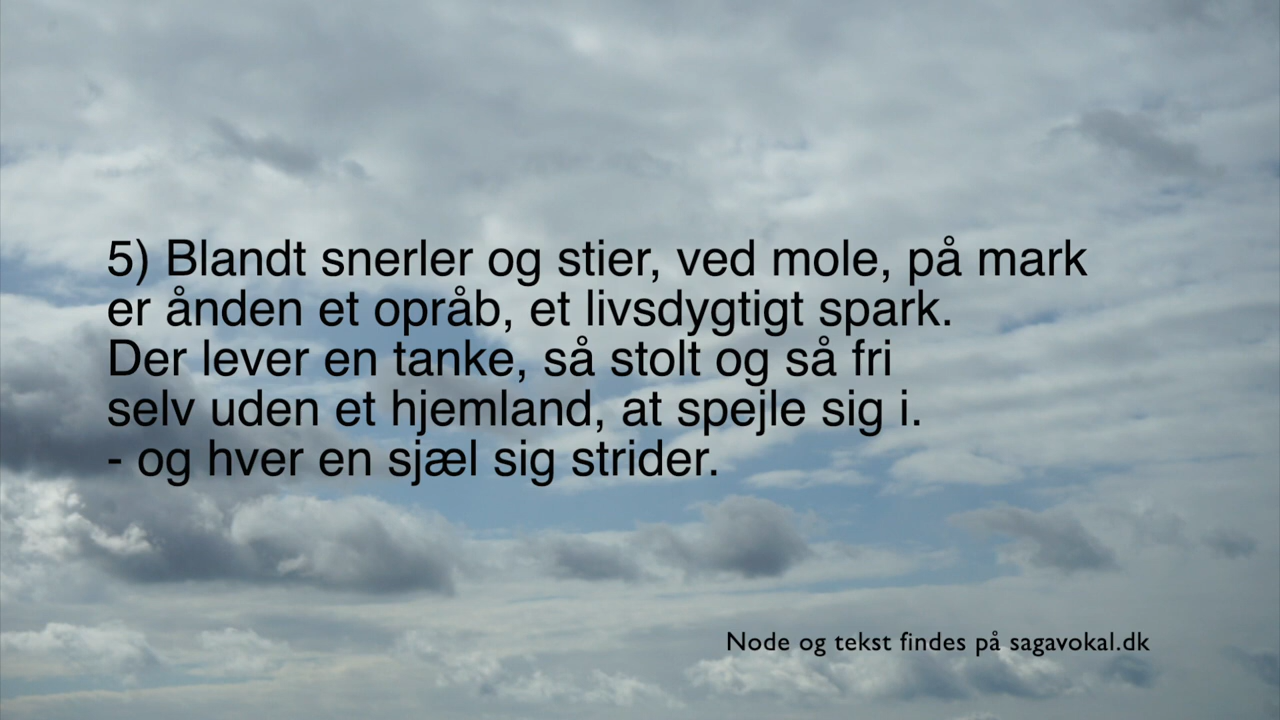 5) Blandt snerler og stier, ved mole, på mark
er ånden et opråb, et livsdygtigt spark.
Der lever en tanke, så stolt og så fri
selv uden et hjemland, at spejle sig i.
- og hver en sjæl sig strider.
Node og tekst findes på sagavokal.dk